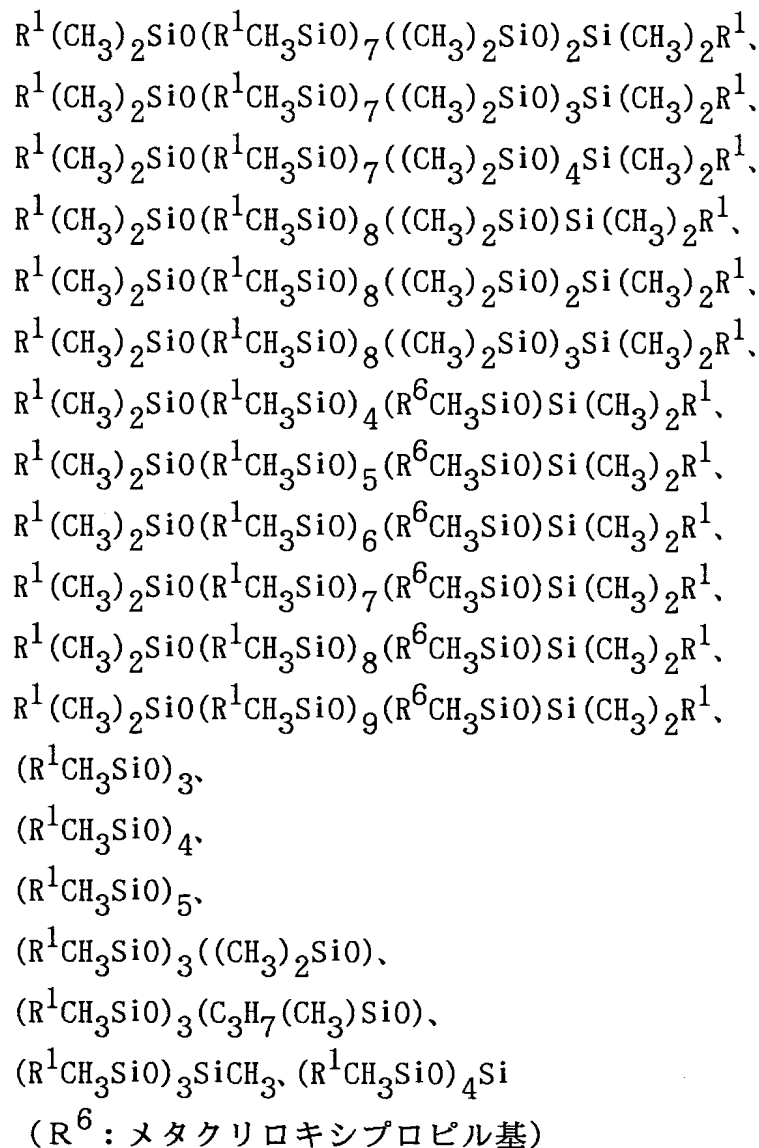 R¹(CH₃)₂SiO(R¹CH₃SiO)₇((CH₃)₂SiO)₂Si(CH₃)₂R¹、
R¹(CH₃)₂SiO(R¹CH₃SiO)₇((CH₃)₂SiO)₃Si(CH₃)₂R¹、
R¹(CH₃)₂SiO(R¹CH₃SiO)₇((CH₃)₂SiO)₄Si(CH₃)₂R¹、
R¹(CH₃)₂SiO(R¹CH₃SiO)₈((CH₃)₂SiO)Si(CH₃)₂R¹、
R¹(CH₃)₂SiO(R¹CH₃SiO)₈((CH₃)₂SiO)₂Si(CH₃)₂R¹、
R¹(CH₃)₂SiO(R¹CH₃SiO)₈((CH₃)₂SiO)₃Si(CH₃)₂R¹、
R¹(CH₃)₂SiO(R¹CH₃SiO)₄(R⁶CH₃SiO)Si(CH₃)₂R¹、
R¹(CH₃)₂SiO(R¹CH₃SiO)₅(R⁶CH₃SiO)Si(CH₃)₂R¹、
R¹(CH₃)₂SiO(R¹CH₃SiO)₆(R⁶CH₃SiO)Si(CH₃)₂R¹、
R¹(CH₃)₂SiO(R¹CH₃SiO)₇(R⁶CH₃SiO)Si(CH₃)₂R¹、
R¹(CH₃)₂SiO(R¹CH₃SiO)₈(R⁶CH₃SiO)Si(CH₃)₂R¹、
R¹(CH₃)₂SiO(R¹CH₃SiO)₉(R⁶CH₃SiO)Si(CH₃)₂R¹、
(R¹CH₃SiO)₃、
(R¹CH₃SiO)₄、
(R¹CH₃SiO)₅、
(R¹CH₃SiO)₃((CH₃)₂SiO)、
(R¹CH₃SiO)₃(C₃H₇(CH₃)SiO)、
(R¹CH₃SiO)₃SiCH₃、(R¹CH₃SiO)₄Si
(R⁶:メタクリロキシプロピル基)